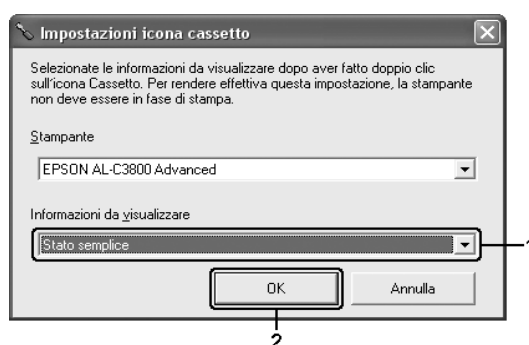 Impostazioni icona cassetto
Selezionate le informazioni da visualizzare dopo aver fatto doppio clic
sull'icona Cassetto. Per rendere effettiva questa impostazione, la stampante
non deve essere in fase di stampa.
Stampante
EPSON AL-C3800 Advanced
Informazioni da visualizzare
Stato semplice
1
OK Annulla
2